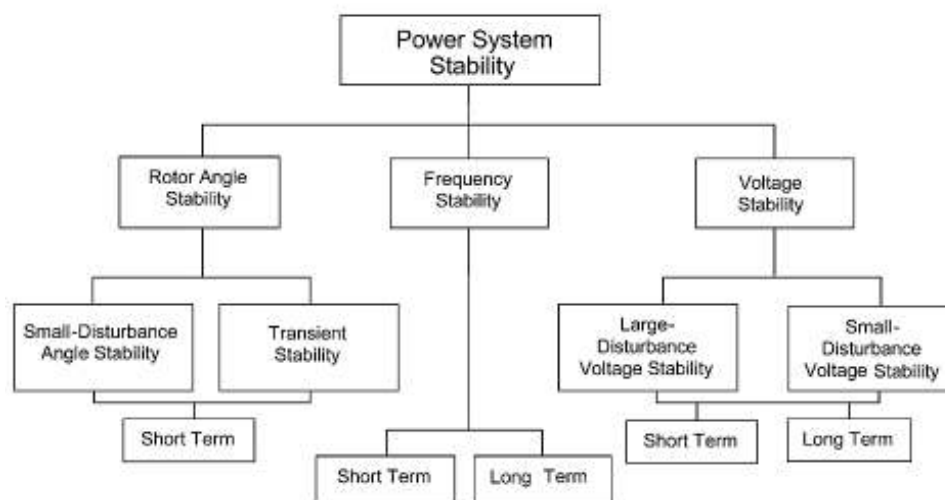 Power System
Stability
Rotor Angle
Stability
Frequency
Stability
Voltage
Stability
Small-Disturbance
Angle Stability
Transient
Stability
Large-
Disturbance
Voltage Stability
Small-
Disturbance
Voltage Stability
Short Term
Short Term
Long Term
Short Term
Long Term